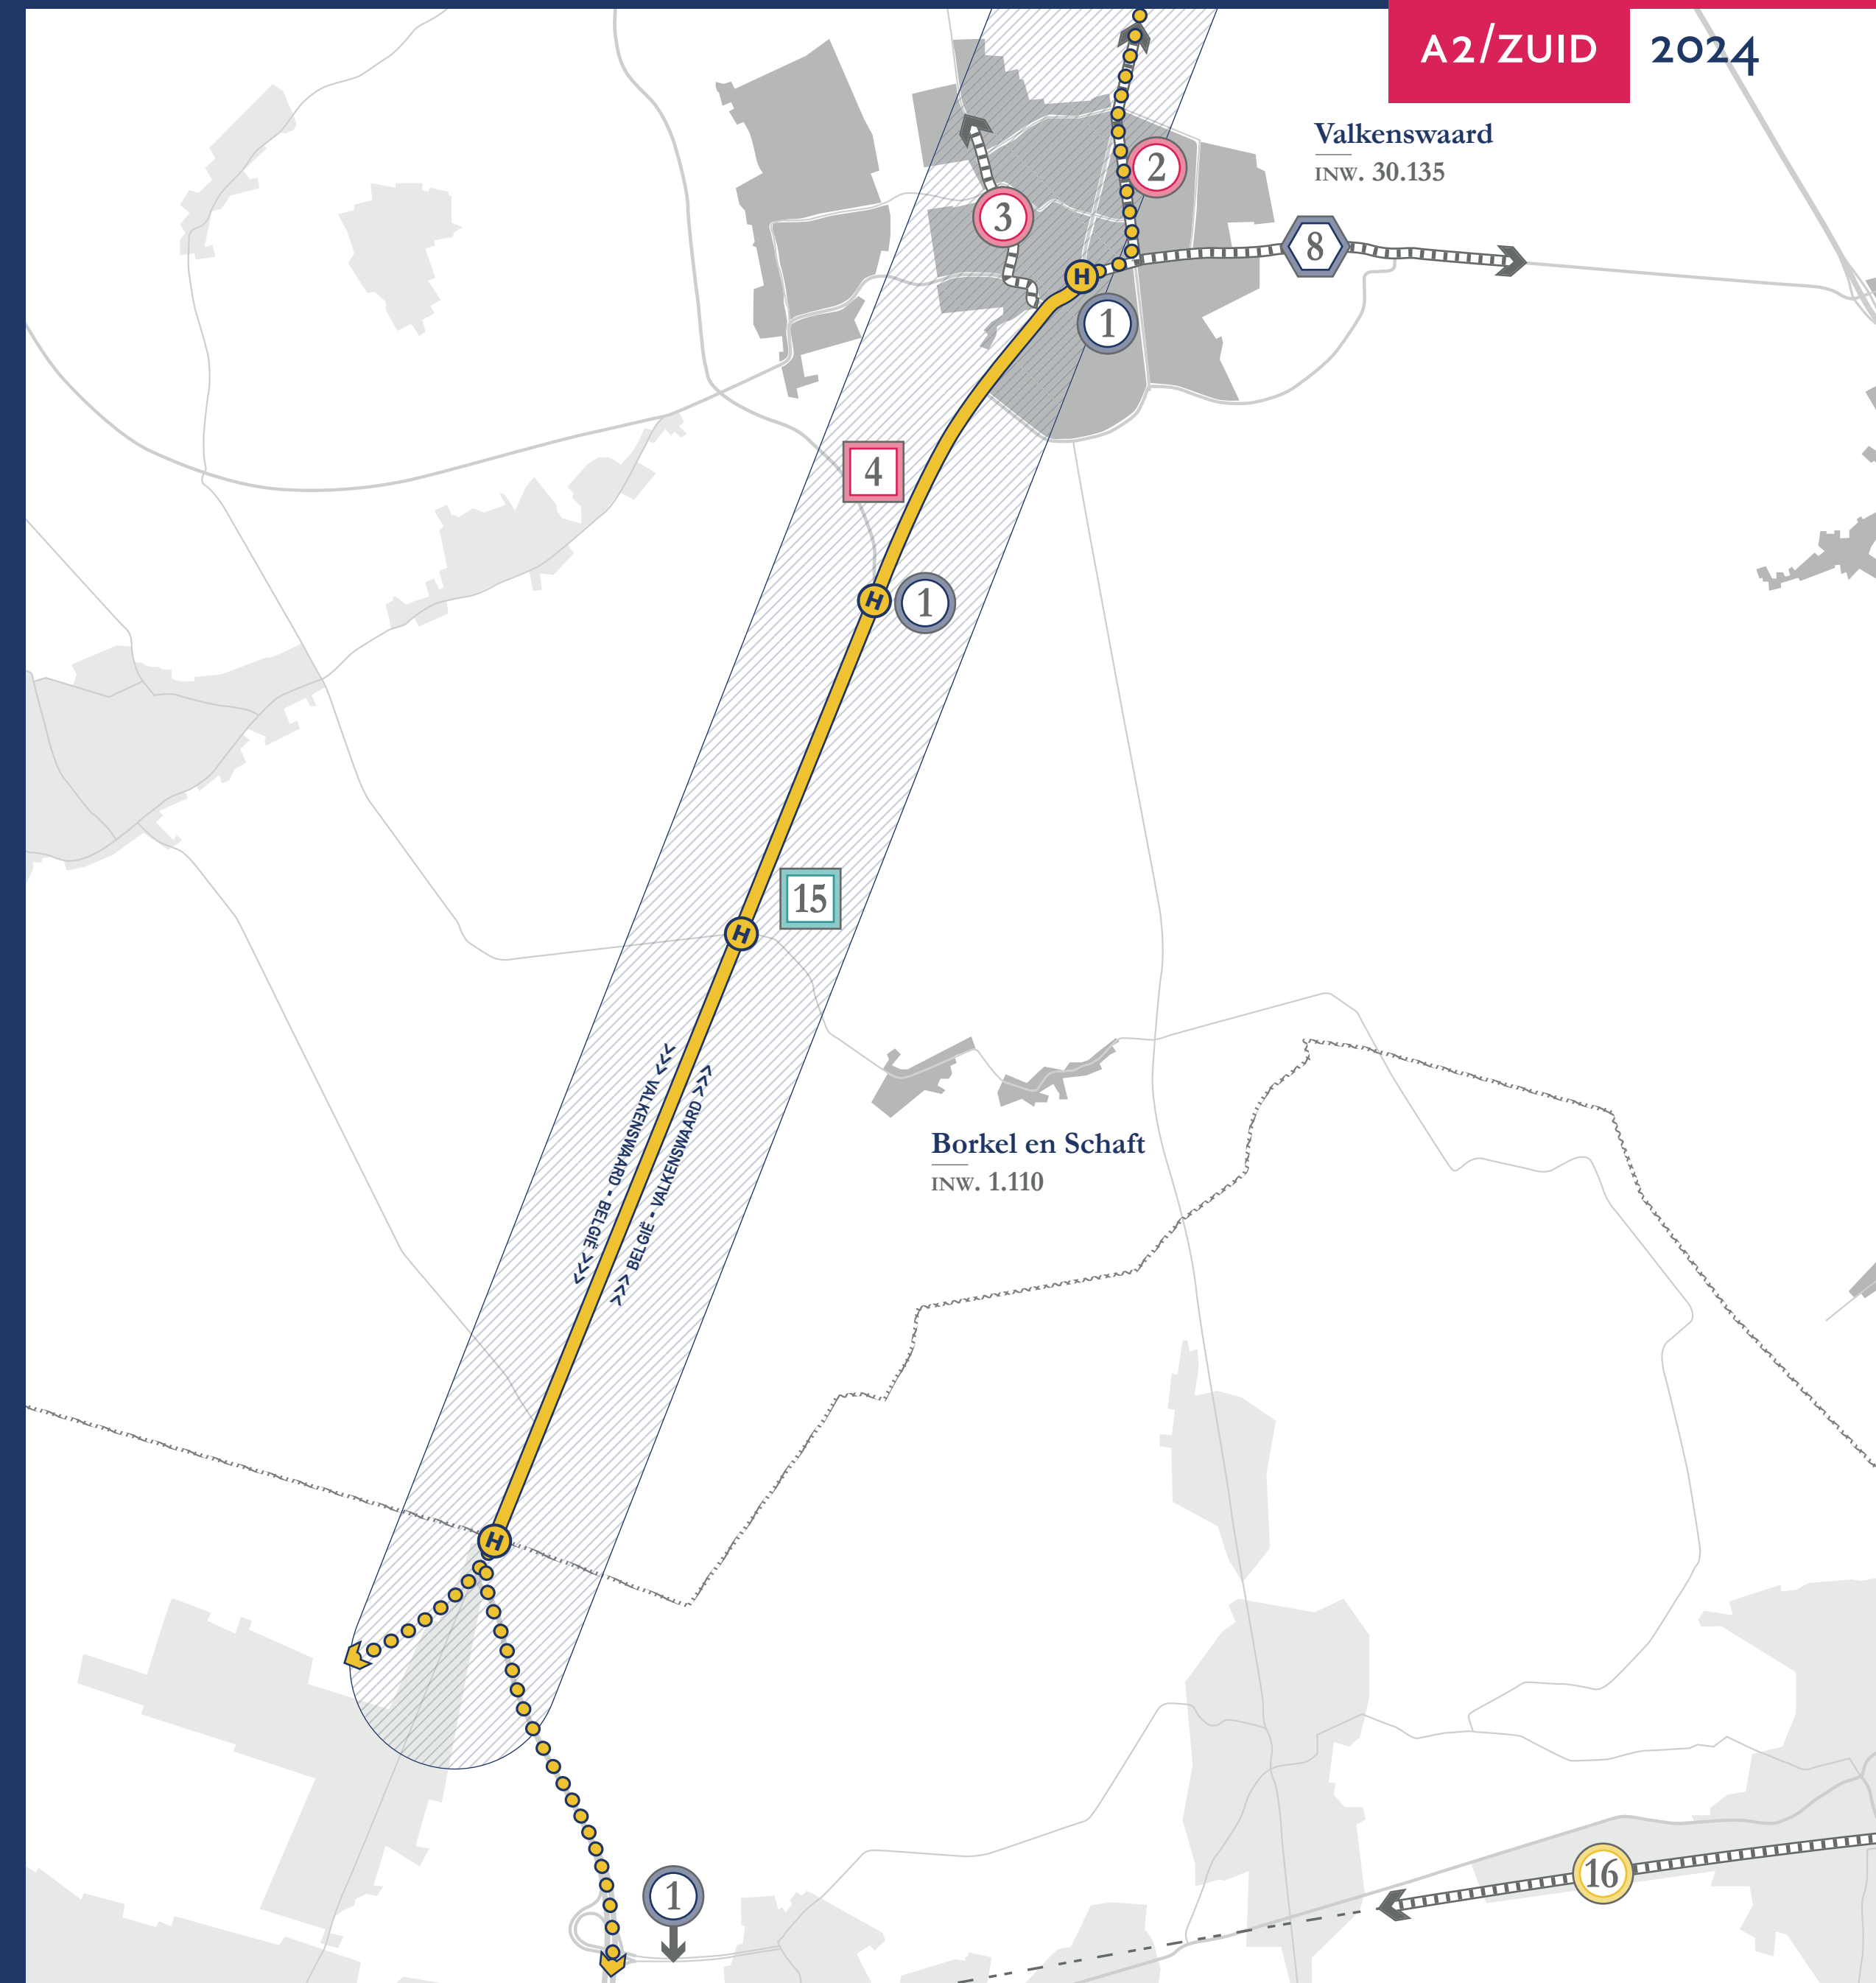 A2/ZUID 2024
Valkenswaard
INW. 30.135
2
3
8
H
1
4
H
1
15
H
<<< VALKENSWAARD - BELGIË <<<
>>> BELGIË - VALKENSWAARD >>>
Borkel en Schaft
INW. 1.110
H
1
16